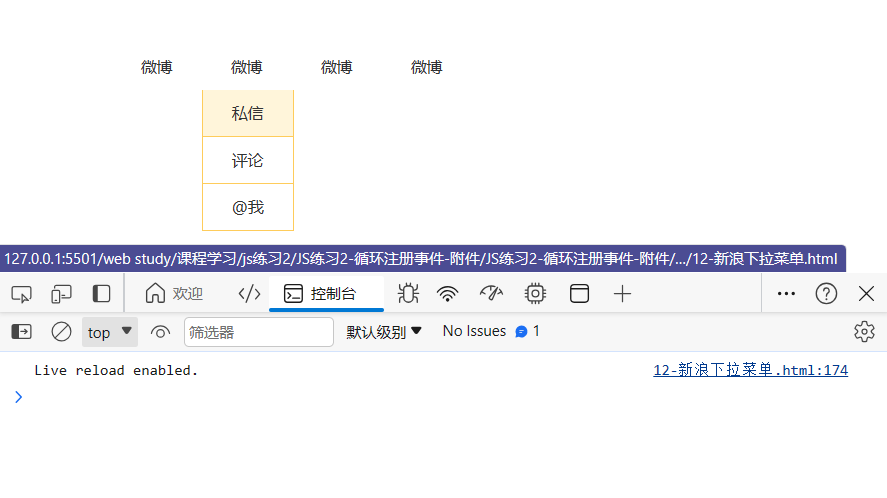 微博 微博 微博 微博
私信
评论
@我
127.0.0.1:5501/web study/课程学习/js练习2/JS练习2-循环注册事件-附件/JS练习2-循环注册事件-附件/.../12-新浪下拉菜单.html
欢迎 控制台
top 筛选器 默认级别 No Issues 1
Live reload enabled. 12-新浪下拉菜单.html:174